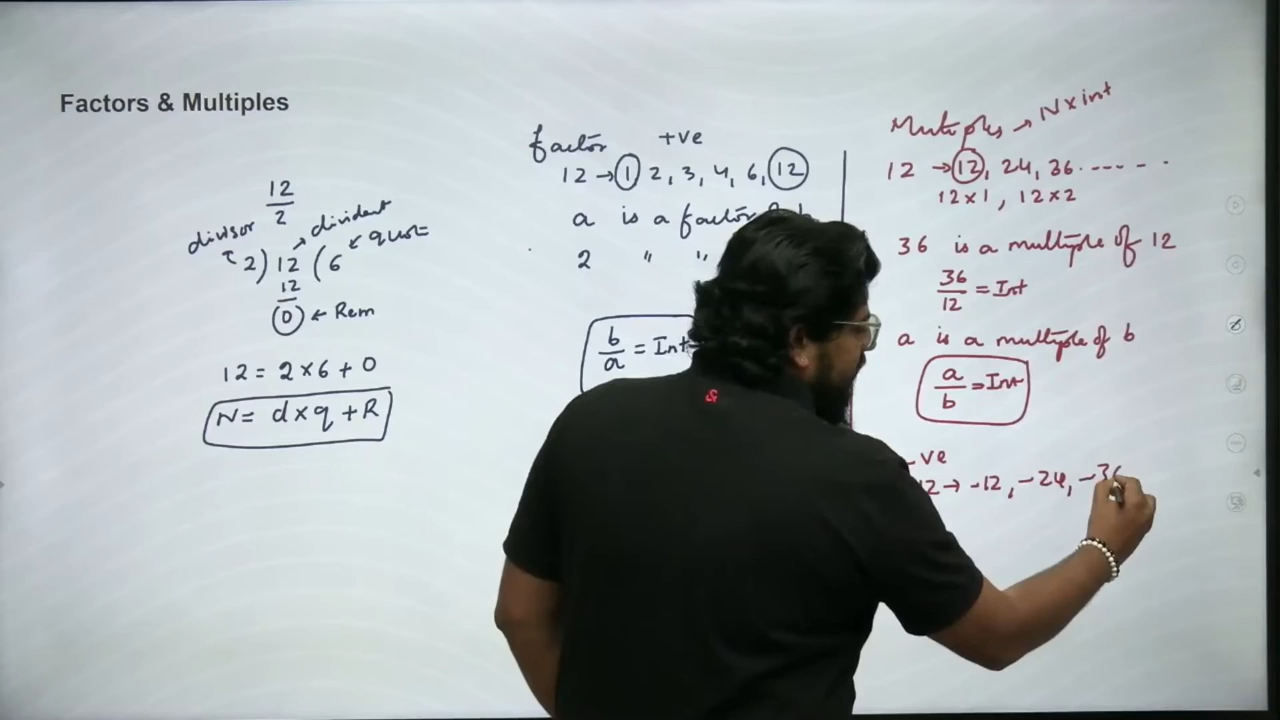 Factors & Multiples
12
2
divisor
divident
quot
2) 12 ( 6
12
0 ← Rem
12 = 2 x 6 + 0
N = d x q + R
factor +ve
12 → 1 2, 3, 4, 6, 12
a is a factor
2 " "
b
a
= Int
Multiples → N x int
12 → 12, 24, 36 ------
12 x 1 , 12 x 2
36 is a multiple of 12
36
12
= Int
a is a multiple of b
a
b
= Int
-ve
12 → -12, -24, -36